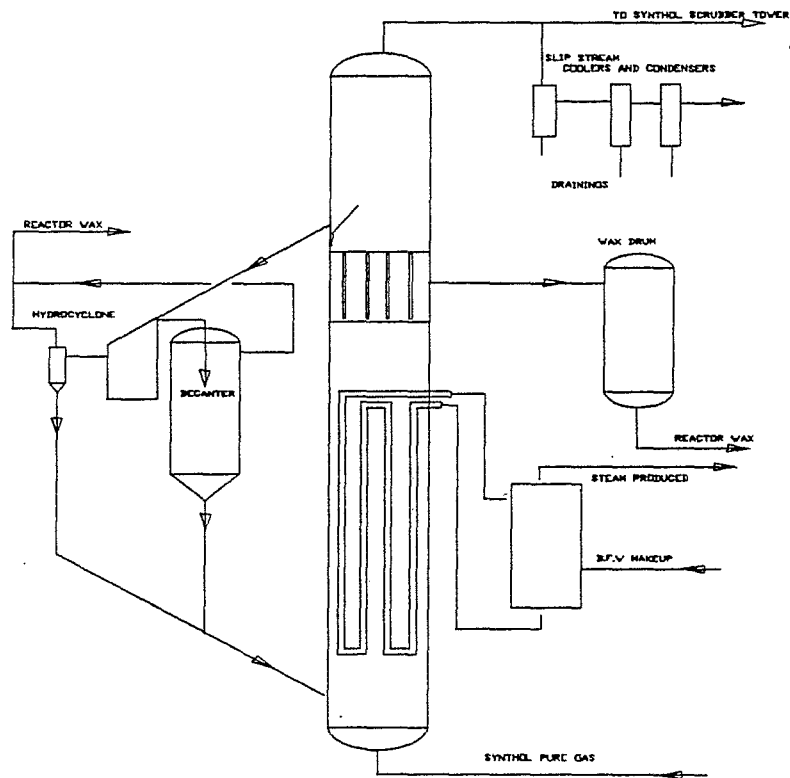 TO SYNTHOL SCRUBBER TOWER
SLIP STREAM
COOLERS AND CONDENSERS
DRAININGS
REACTOR WAX
WAX DRUM
HYDROCYCLONE
DECANTER
REACTOR WAX
STEAM PRODUCED
B.F.W MAKEUP
SYNTHOL PURE GAS